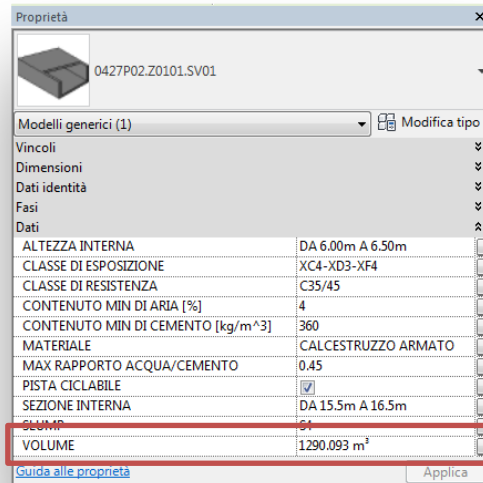 Proprietà
0427P02.Z0101.SV01
Modelli generici (1) Modifica tipo
Vincoli
Dimensioni
Dati identità
Fasi
Dati
ALTEZZA INTERNA DA 6.00m A 6.50m
CLASSE DI ESPOSIZIONE XC4-XD3-XF4
CLASSE DI RESISTENZA C35/45
CONTENUTO MIN DI ARIA [%] 4
CONTENUTO MIN DI CEMENTO [kg/m^3] 360
MATERIALE CALCESTRUZZO ARMATO
MAX RAPPORTO ACQUA/CEMENTO 0.45
PISTA CICLABILE
SEZIONE INTERNA DA 15.5m A 16.5m
SLUMP S4
VOLUME 1290.093 m³
Guida alle proprietà Applica